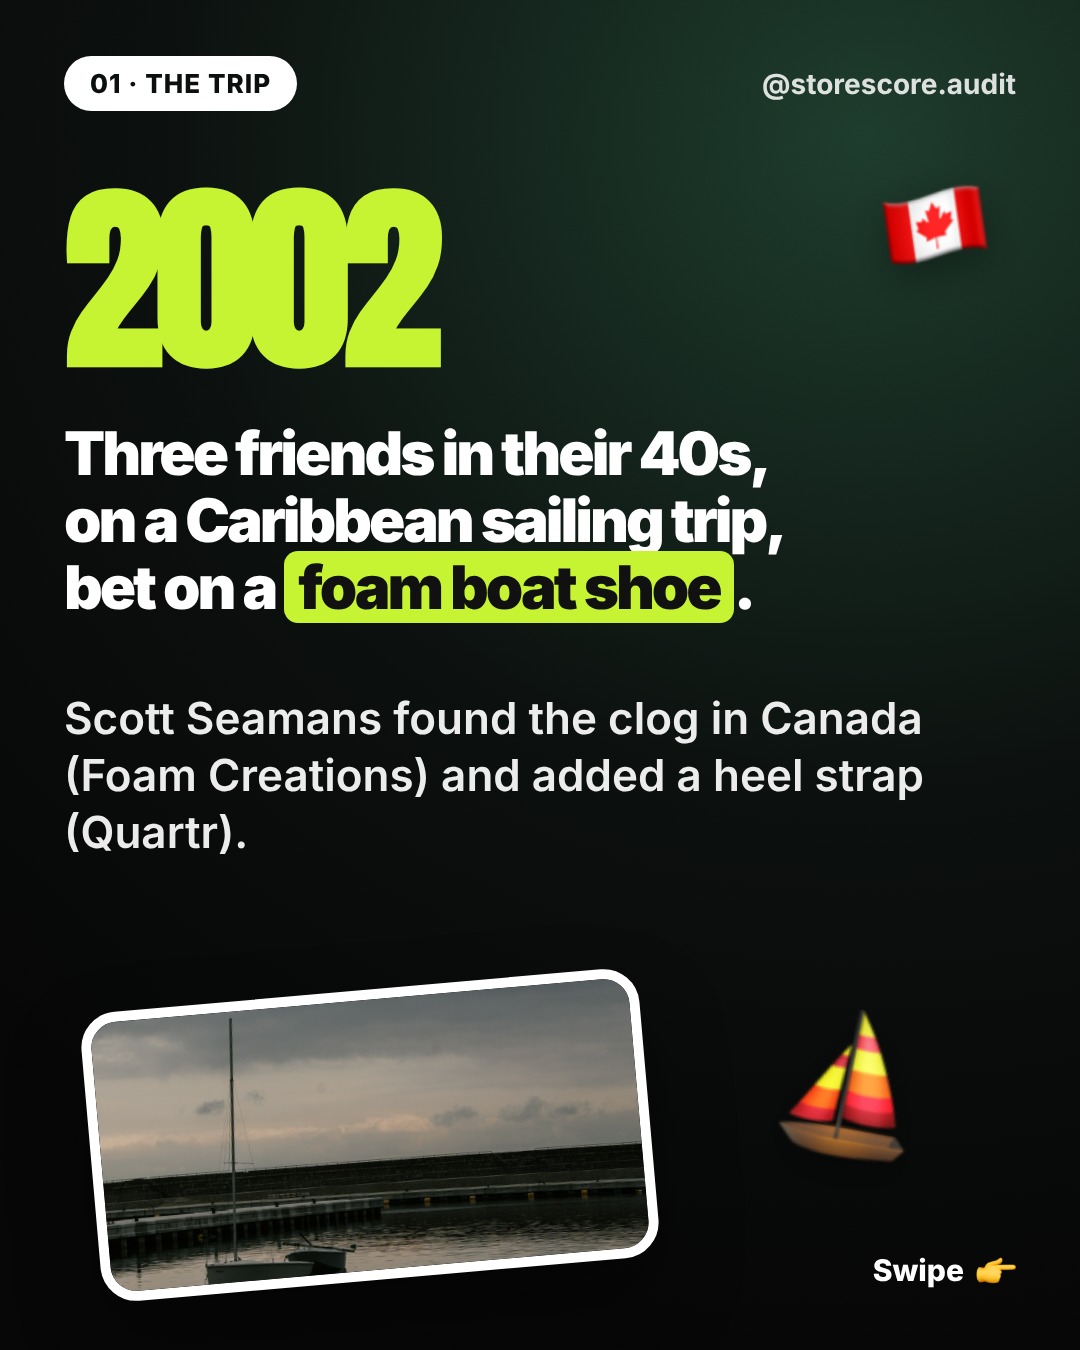 01 · THE TRIP
@storescore.audit
2002
Three friends in their 40s,
on a Caribbean sailing trip,
bet on a foam boat shoe.
Scott Seamans found the clog in Canada
(Foam Creations) and added a heel strap
(Quartr).
Swipe 👉